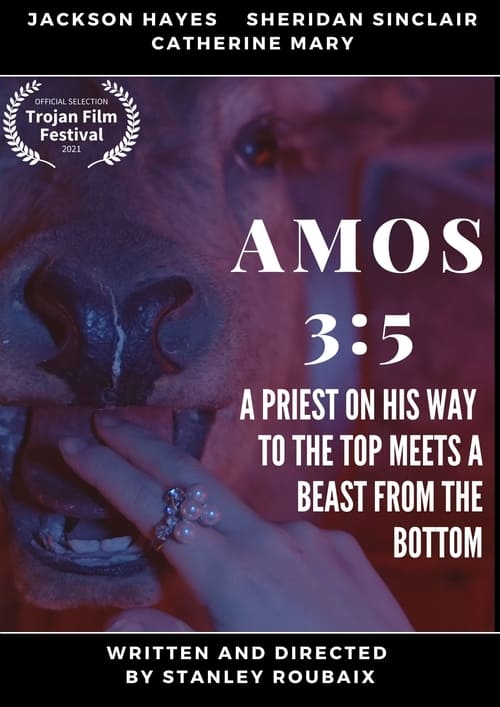 JACKSON HAYES SHERIDAN SINCLAIR
CATHERINE MARY
OFFICIAL SELECTION
Trojan Film
Festival
2021
AMOS
3:5
A PRIEST ON HIS WAY
TO THE TOP MEETS A
BEAST FROM THE
BOTTOM
WRITTEN AND DIRECTED
BY STANLEY ROUBAIX